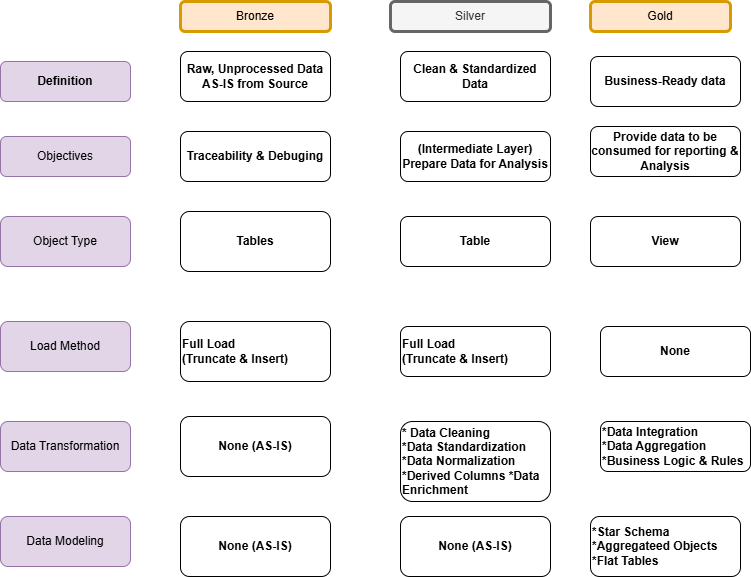 Bronze
Silver
Gold
Definition
Raw, Unprocessed Data
AS-IS from Source
Clean & Standardized
Data
Business-Ready data
Objectives
Traceability & Debuging
(Intermediate Layer)
Prepare Data for Analysis
Provide data to be
consumed for reporting &
Analysis
Object Type
Tables
Table
View
Load Method
Full Load
(Truncate & Insert)
Full Load
(Truncate & Insert)
None
Data Transformation
None (AS-IS)
* Data Cleaning
*Data Standardization
*Data Normalization
*Derived Columns *Data
Enrichment
*Data Integration
*Data Aggregation
*Business Logic & Rules
Data Modeling
None (AS-IS)
None (AS-IS)
*Star Schema
*Aggregateed Objects
*Flat Tables